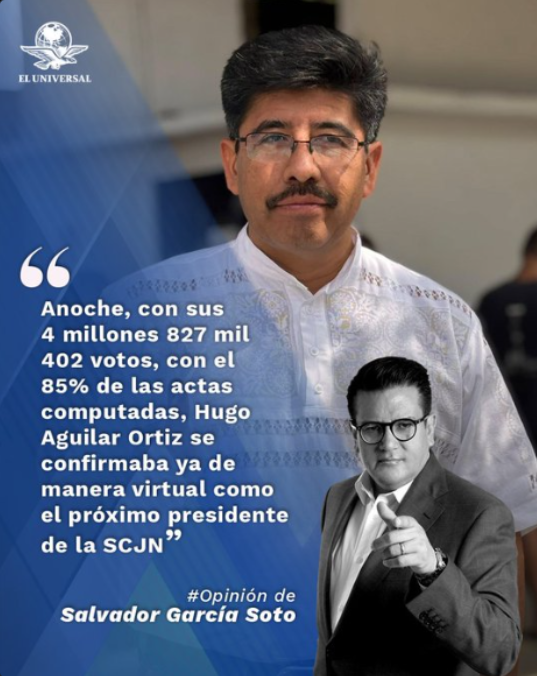 EL UNIVERSAL
“
Anoche, con sus
4 millones 827 mil
402 votos, con el
85% de las actas
computadas, Hugo
Aguilar Ortiz se
confirmaba ya de
manera virtual como
el próximo presidente
de la SCJN”
#Opinión de
Salvador García Soto